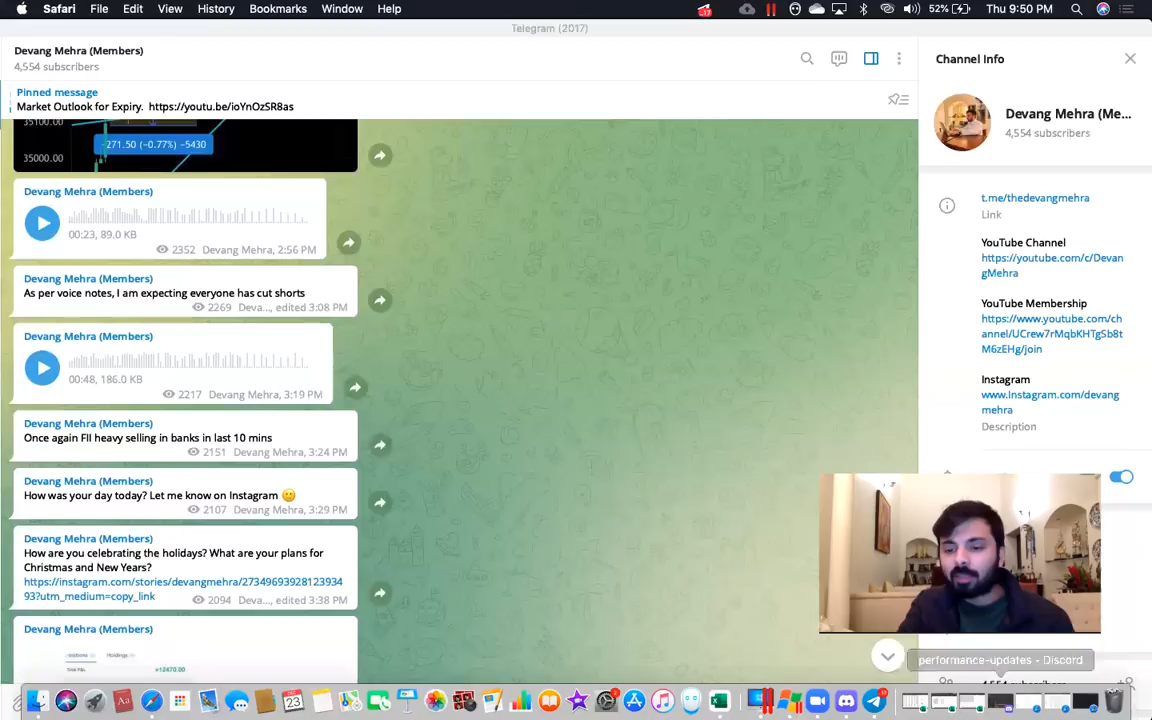 Safari File Edit View History Bookmarks Window Help
17
52% Thu 9:50 PM
Telegram (2017)
Devang Mehra (Members)
4,554 subscribers
Pinned message
Market Outlook for Expiry. https://youtu.be/ioYnOzSR8as
35100.00
-271.50 (-0.77%) -5430
35000.00
Devang Mehra (Members)
00:23, 89.0 KB
2352 Devang Mehra, 2:56 PM
Devang Mehra (Members)
As per voice notes, I am expecting everyone has cut shorts
2269 Deva..., edited 3:08 PM
Devang Mehra (Members)
00:48, 186.0 KB
2217 Devang Mehra, 3:19 PM
Devang Mehra (Members)
Once again FII heavy selling in banks in last 10 mins
2151 Devang Mehra, 3:24 PM
Devang Mehra (Members)
How was your day today? Let me know on Instagram
2107 Devang Mehra, 3:29 PM
Devang Mehra (Members)
How are you celebrating the holidays? What are your plans for
Christmas and New Years?
https://instagram.com/stories/devangmehra/27349693928123934
93?utm_medium=copy_link
2094 Deva..., edited 3:38 PM
Devang Mehra (Members)
Holdings
Total P&L
+12470.00
Channel Info
Devang Mehra (Me...
4,554 subscribers
t.me/thedevangmehra
Link
YouTube Channel
https://youtube.com/c/Devan
gMehra
YouTube Membership
https://www.youtube.com/ch
annel/UCrew7rMqbKHTgSb8t
M6zEHg/join
Instagram
www.Instagram.com/devang
mehra
Description
performance-updates - Discord
23